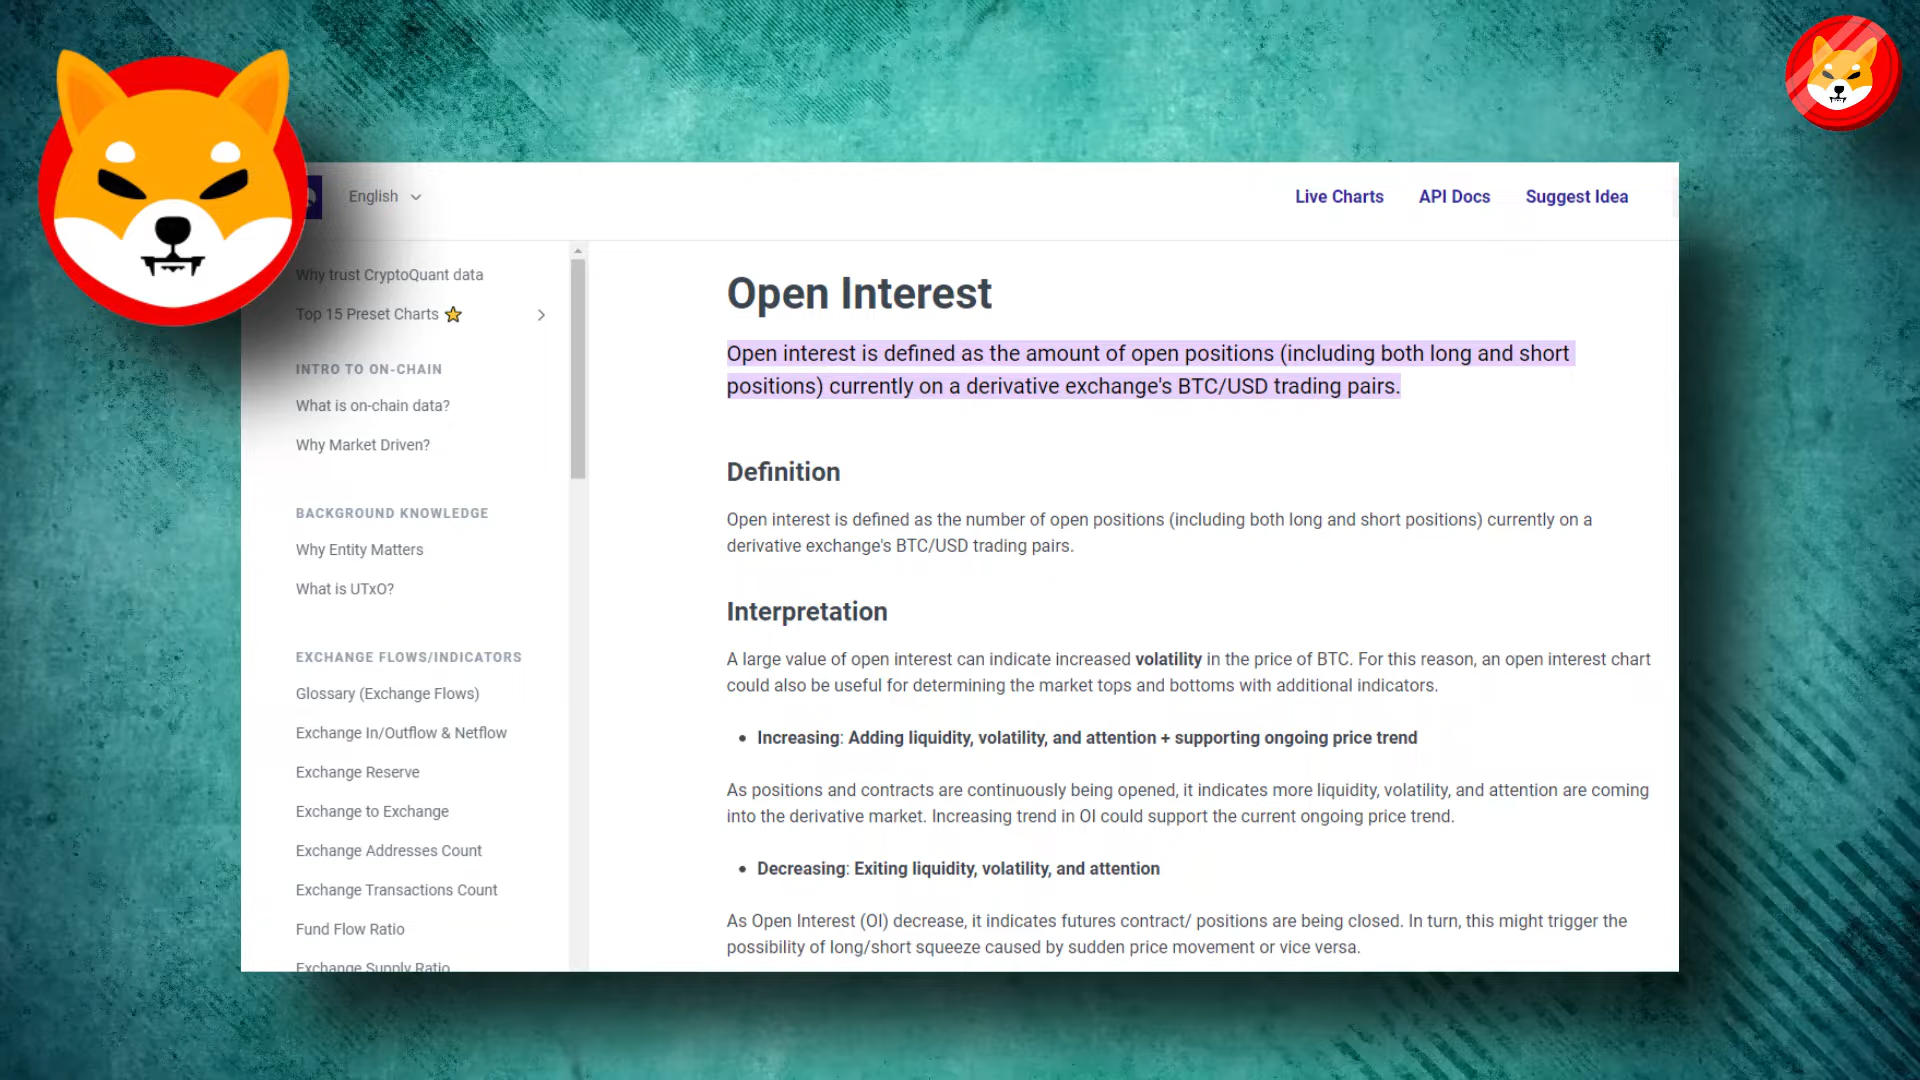 English
Live Charts API Docs Suggest Idea
Why trust CryptoQuant data
Top 15 Preset Charts
INTRO TO ON-CHAIN
What is on-chain data?
Why Market Driven?
BACKGROUND KNOWLEDGE
Why Entity Matters
What is UTxO?
EXCHANGE FLOWS/INDICATORS
Glossary (Exchange Flows)
Exchange In/Outflow & Netflow
Exchange Reserve
Exchange to Exchange
Exchange Addresses Count
Exchange Transactions Count
Fund Flow Ratio
Exchange Supply Ratio
Open Interest
Open interest is defined as the amount of open positions (including both long and short
positions) currently on a derivative exchange's BTC/USD trading pairs.
Definition
Open interest is defined as the number of open positions (including both long and short positions) currently on a
derivative exchange's BTC/USD trading pairs.
Interpretation
A large value of open interest can indicate increased volatility in the price of BTC. For this reason, an open interest chart
could also be useful for determining the market tops and bottoms with additional indicators.
• Increasing: Adding liquidity, volatility, and attention + supporting ongoing price trend
As positions and contracts are continuously being opened, it indicates more liquidity, volatility, and attention are coming
into the derivative market. Increasing trend in OI could support the current ongoing price trend.
• Decreasing: Exiting liquidity, volatility, and attention
As Open Interest (OI) decrease, it indicates futures contract/ positions are being closed. In turn, this might trigger the
possibility of long/short squeeze caused by sudden price movement or vice versa.